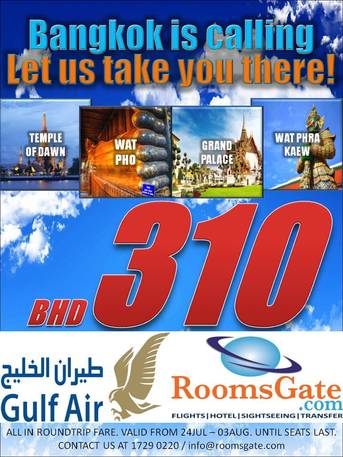 Bangkok is calling
Let us take you there!
TEMPLE
OF DAWN
WAT
PHO
GRAND
PALACE
WAT PHRA
KAEW
BHD 310
طيران الخليج
Gulf Air
RoomsGate
.com
FLIGHTS|HOTEL|SIGHTSEEING|TRANSFER
ALL IN ROUNDTRIP FARE. VALID FROM 24JUL – 03AUG. UNTIL SEATS LAST.
CONTACT US AT 1729 0220 / info@roomsgate.com